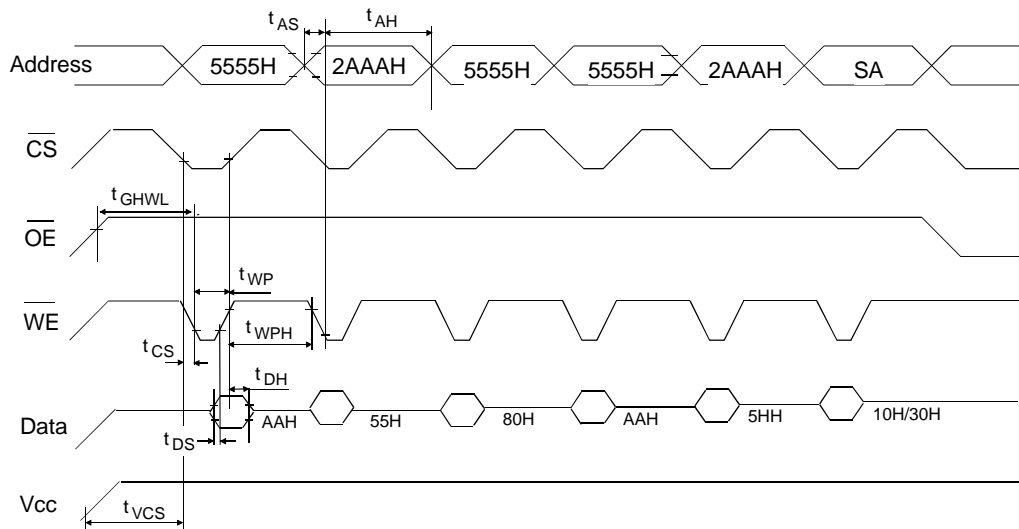 tAS tAH
Address 5555H 2AAAH 5555H 5555H 2AAAH SA
CS
tGHWL
OE
tWP
WE
tWPH
tCS
tDH
Data AAH 55H 80H AAH 5HH 10H/30H
tDS
Vcc
tVCS